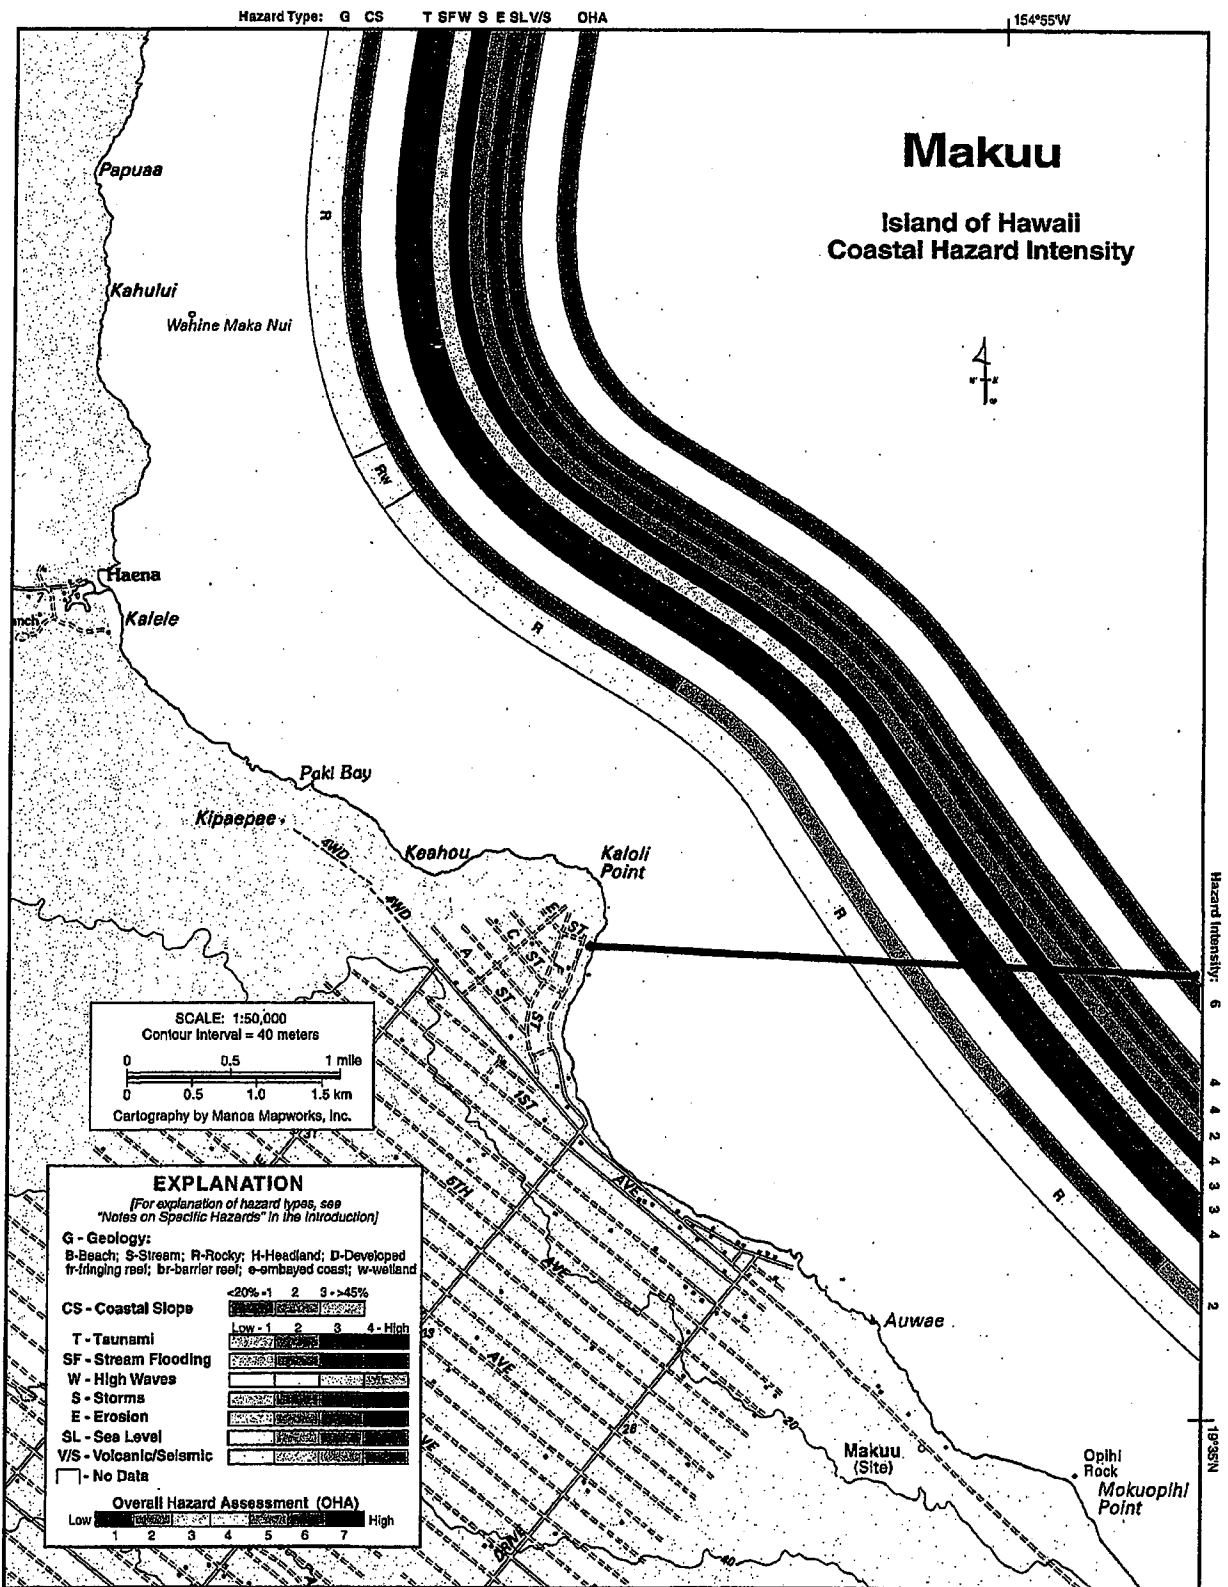 Hazard Type: G CS T SF W S E SL V/S OHA
154°55'W
Makuu
Island of Hawaii
Coastal Hazard Intensity
Papuaa
R
Kahului
Wahine Maka Nui
Rw
Haena
Kalele
R
Paki Bay
Kipaepae
4WD
Keahou
Kaloli
Point
4WD
R
E ST
C ST
A ST
ST
Hazard Intensity:
6
4
4
2
4
3
3
4
2
SCALE: 1:50,000
Contour Interval = 40 meters
0 0.5 1 mile
0 0.5 1.0 1.5 km
Cartography by Manoa Mapworks, Inc.
1ST
AVE
5TH
AVE
AVE
R
EXPLANATION
[For explanation of hazard types, see
"Notes on Specific Hazards" in the Introduction]
G - Geology:
B-Beach; S-Stream; R-Rocky; H-Headland; D-Developed
fr-fringing reef; br-barrier reef; e-embayed coast; w-wetland
<20% -1 2 3 - >45%
CS - Coastal Slope
Low - 1 2 3 4 - High
T - Tsunami
SF - Stream Flooding
W - High Waves
S - Storms
E - Erosion
SL - Sea Level
V/S - Volcanic/Seismic
- No Data
Overall Hazard Assessment (OHA)
Low High
1 2 3 4 5 6 7
Auwae
20
28
Makuu
(Site)
Opihi
Rock
Mokuopihi
Point
19°35'N
DRIVE
40